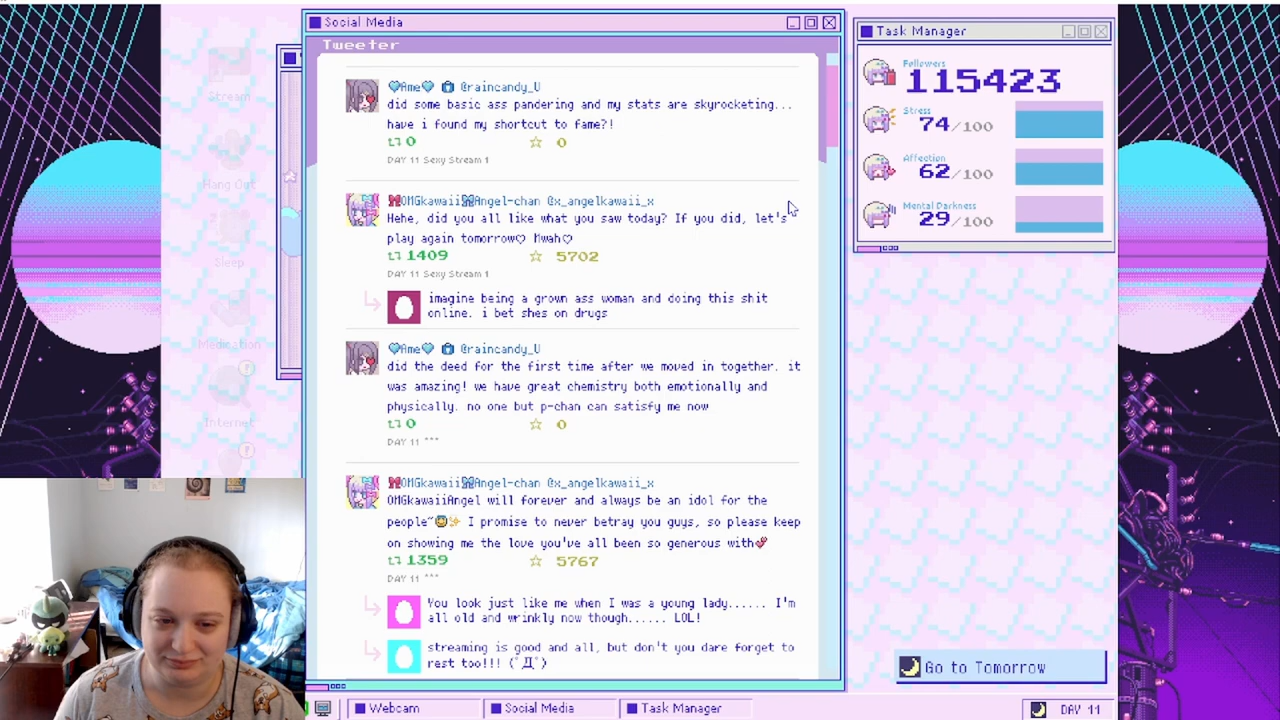 Social Media
Tweeter
Ame @raincandy_U
did some basic ass pandering and my stats are skyrocketing...
have i found my shortcut to fame?!
0 0
DAY 11 Sexy Stream 1
OMGkawaiiAngel-chan @x_angelkawaii_x
Hehe, did you all like what you saw today? If you did, let's
play again tomorrow♡ Mwah♡
1409 5702
DAY 11 Sexy Stream 1
imagine being a grown ass woman and doing this shit
online. i bet shes on drugs
Ame @raincandy_U
did the deed for the first time after we moved in together. it
was amazing! we have great chemistry both emotionally and
physically. no one but p-chan can satisfy me now
0 0
DAY 11 ***
OMGkawaiiAngel-chan @x_angelkawaii_x
OMGkawaiiAngel will forever and always be an idol for the
people~ I promise to never betray you guys, so please keep
on showing me the love you've all been so generous with
1359 5767
DAY 11 ***
You look just like me when I was a young lady...... I'm
all old and wrinkly now though...... LOL!
streaming is good and all, but don't you dare forget to
rest too!!! (ﾟДﾟ)
Task Manager
Followers
115423
Stress
74/100
Affection
62/100
Mental Darkness
29/100
Stream
Hang Out
Sleep
Medication
Internet
Go to Tomorrow
Webcam
Social Media
Task Manager
DAY 11